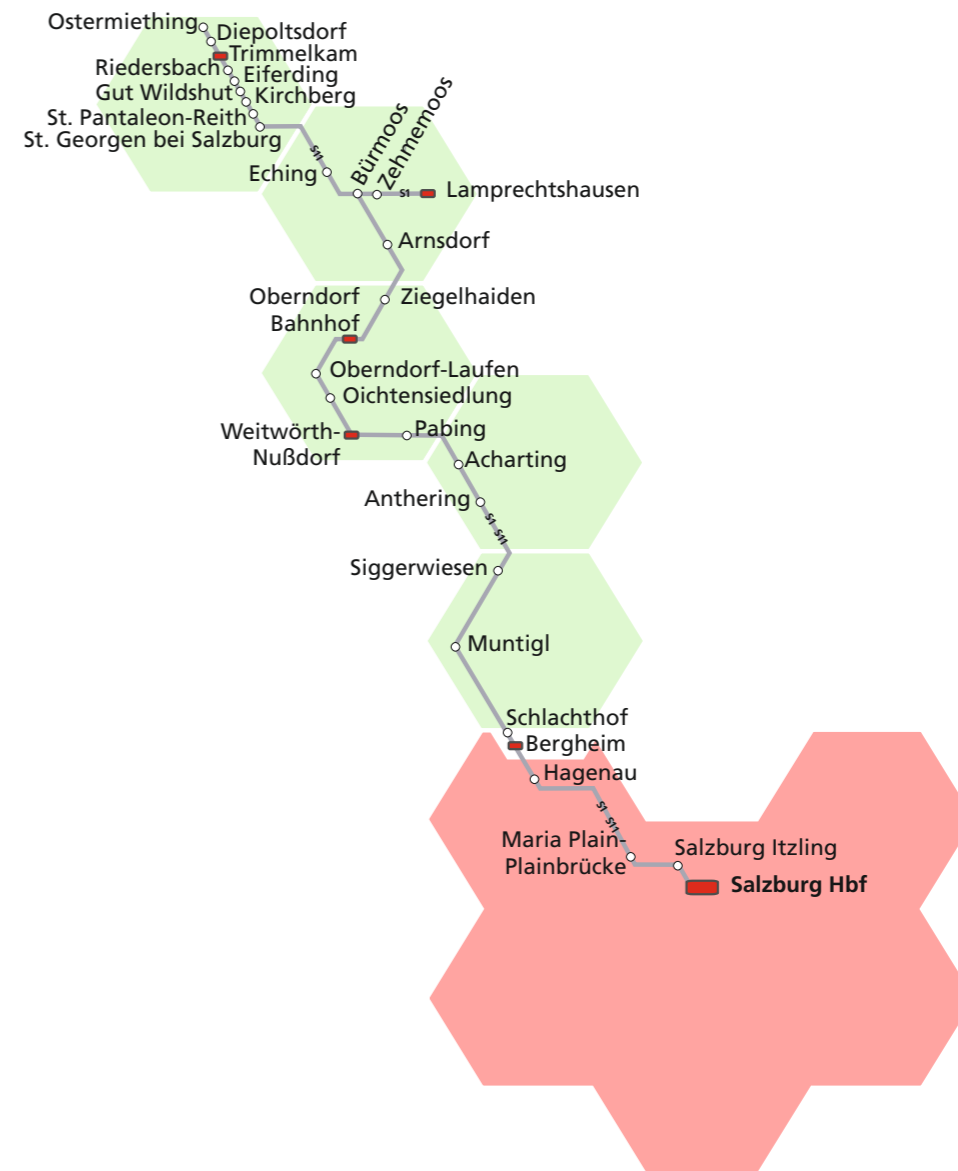 Ostermiething
Diepoltsdorf
Trimmelkam
Riedersbach
Eiferding
Gut Wildshut
Kirchberg
St. Pantaleon-Reith
St. Georgen bei Salzburg
S11
Eching
Bürmoos
Zehmemoos
S1
Lamprechtshausen
Arnsdorf
Oberndorf
Bahnhof
Ziegelhaiden
Oberndorf-Laufen
Oichtensiedlung
Weitwörth-
Nußdorf
Pabing
Acharting
Anthering
S1 S11
Siggerwiesen
Muntigl
Schlachthof
Bergheim
Hagenau
S1 S11
Maria Plain-
Plainbrücke
Salzburg Itzling
Salzburg Hbf